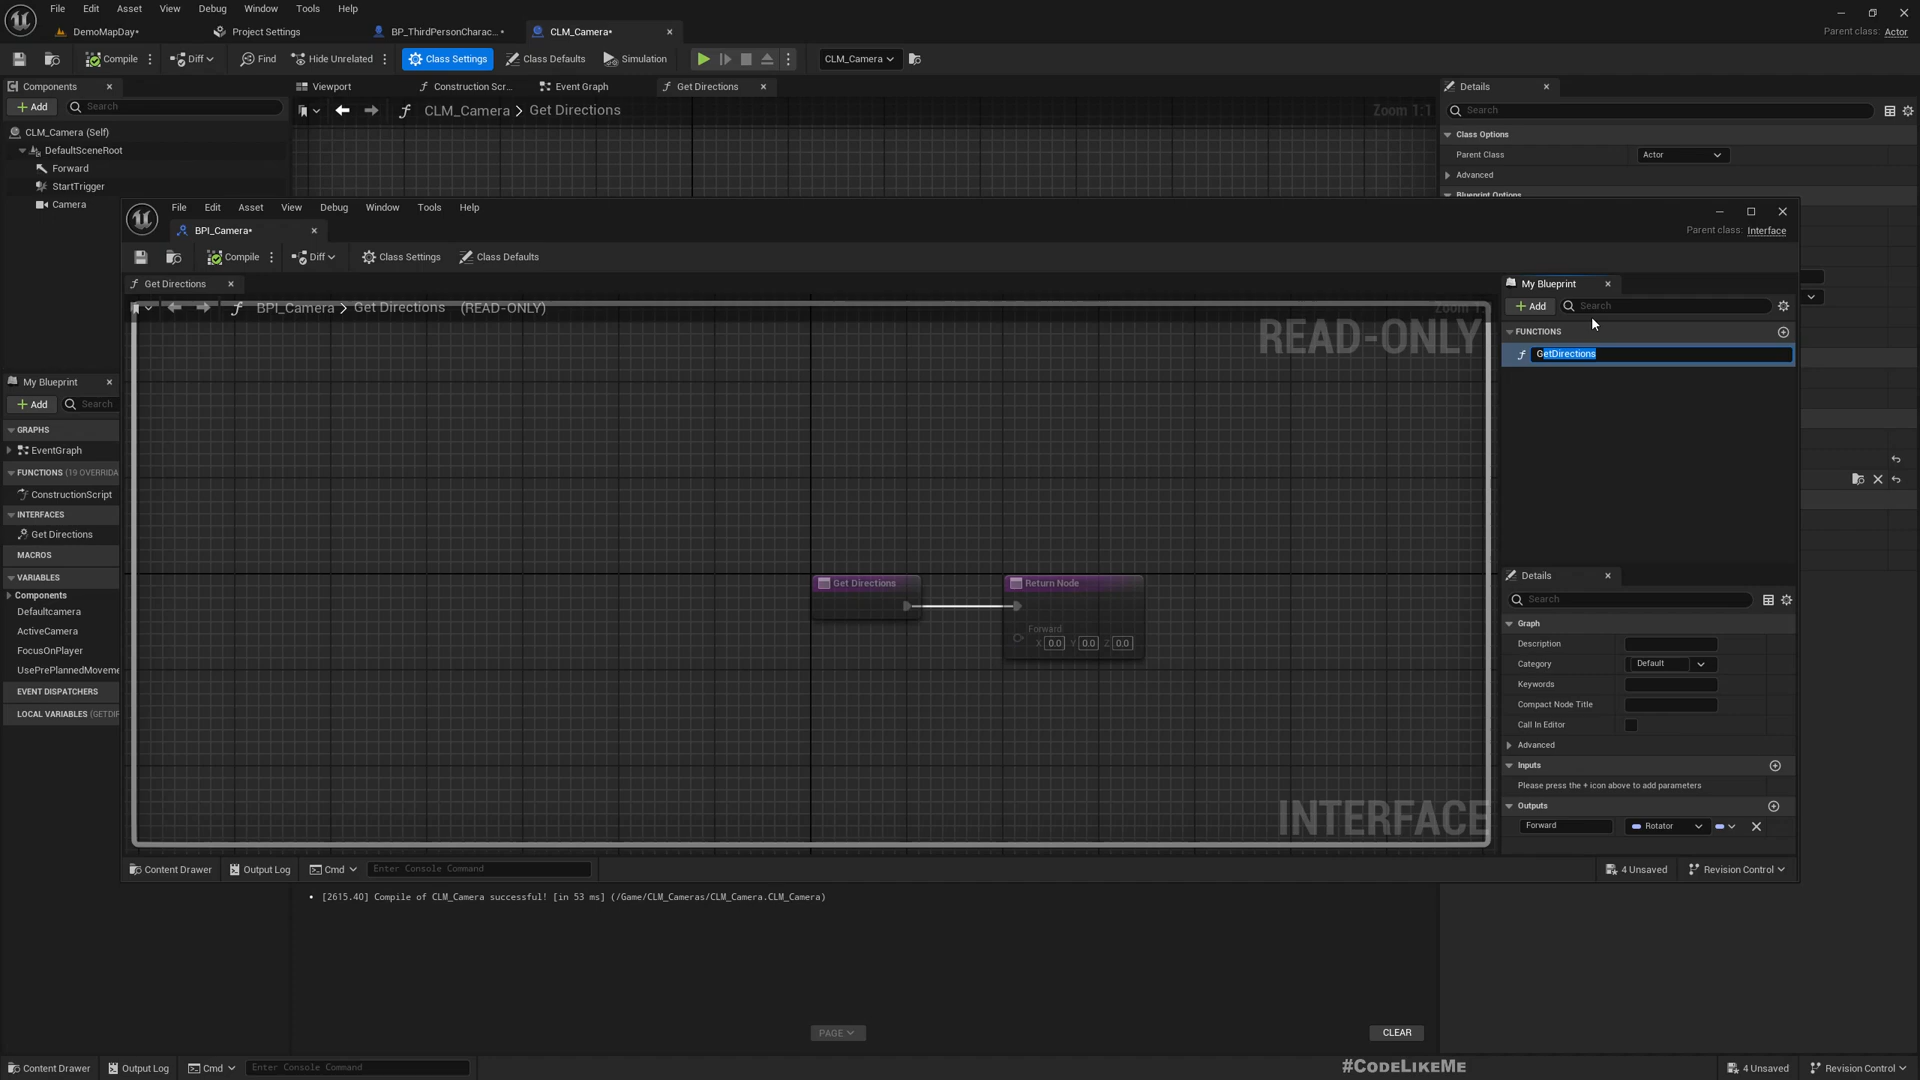 File Edit Asset View Debug Window Tools Help
DemoMapDay• Project Settings BP_ThirdPersonCharac...• CLM_Camera•
Parent class: Actor
Compile Diff Find Hide Unrelated Class Settings Class Defaults Simulation CLM_Camera
Components Viewport Construction Scr... Event Graph Get Directions Details
Add Search CLM_Camera > Get Directions Zoom 1:1 Search
CLM_Camera (Self) Class Options
DefaultSceneRoot Parent Class Actor
Forward Advanced
StartTrigger Blueprint Options
Camera
File Edit Asset View Debug Window Tools Help
BPI_Camera• Parent class: Interface
Compile Diff Class Settings Class Defaults
Get Directions My Blueprint
BPI_Camera > Get Directions (READ-ONLY) Add Search
READ-ONLY FUNCTIONS
GetDirections
My Blueprint
Add Search
GRAPHS
EventGraph
FUNCTIONS (19 OVERRIDA
ConstructionScript
INTERFACES
Get Directions
MACROS
VARIABLES
Components
Defaultcamera
ActiveCamera
FocusOnPlayer
UsePrePlannedMoveme
EVENT DISPATCHERS
LOCAL VARIABLES (GETDIR
Get Directions Return Node
Forward
X 0.0 Y 0.0 Z 0.0
Details
Search
Graph
Description
Category Default
Keywords
Compact Node Title
Call In Editor
Advanced
Inputs
Please press the + icon above to add parameters
Outputs
Forward Rotator
INTERFACE
Content Drawer Output Log Cmd Enter Console Command 4 Unsaved Revision Control
[2615.40] Compile of CLM_Camera successful! [in 53 ms] (/Game/CLM_Cameras/CLM_Camera.CLM_Camera)
PAGE CLEAR
Content Drawer Output Log Cmd Enter Console Command #CodeLikeMe 4 Unsaved Revision Control